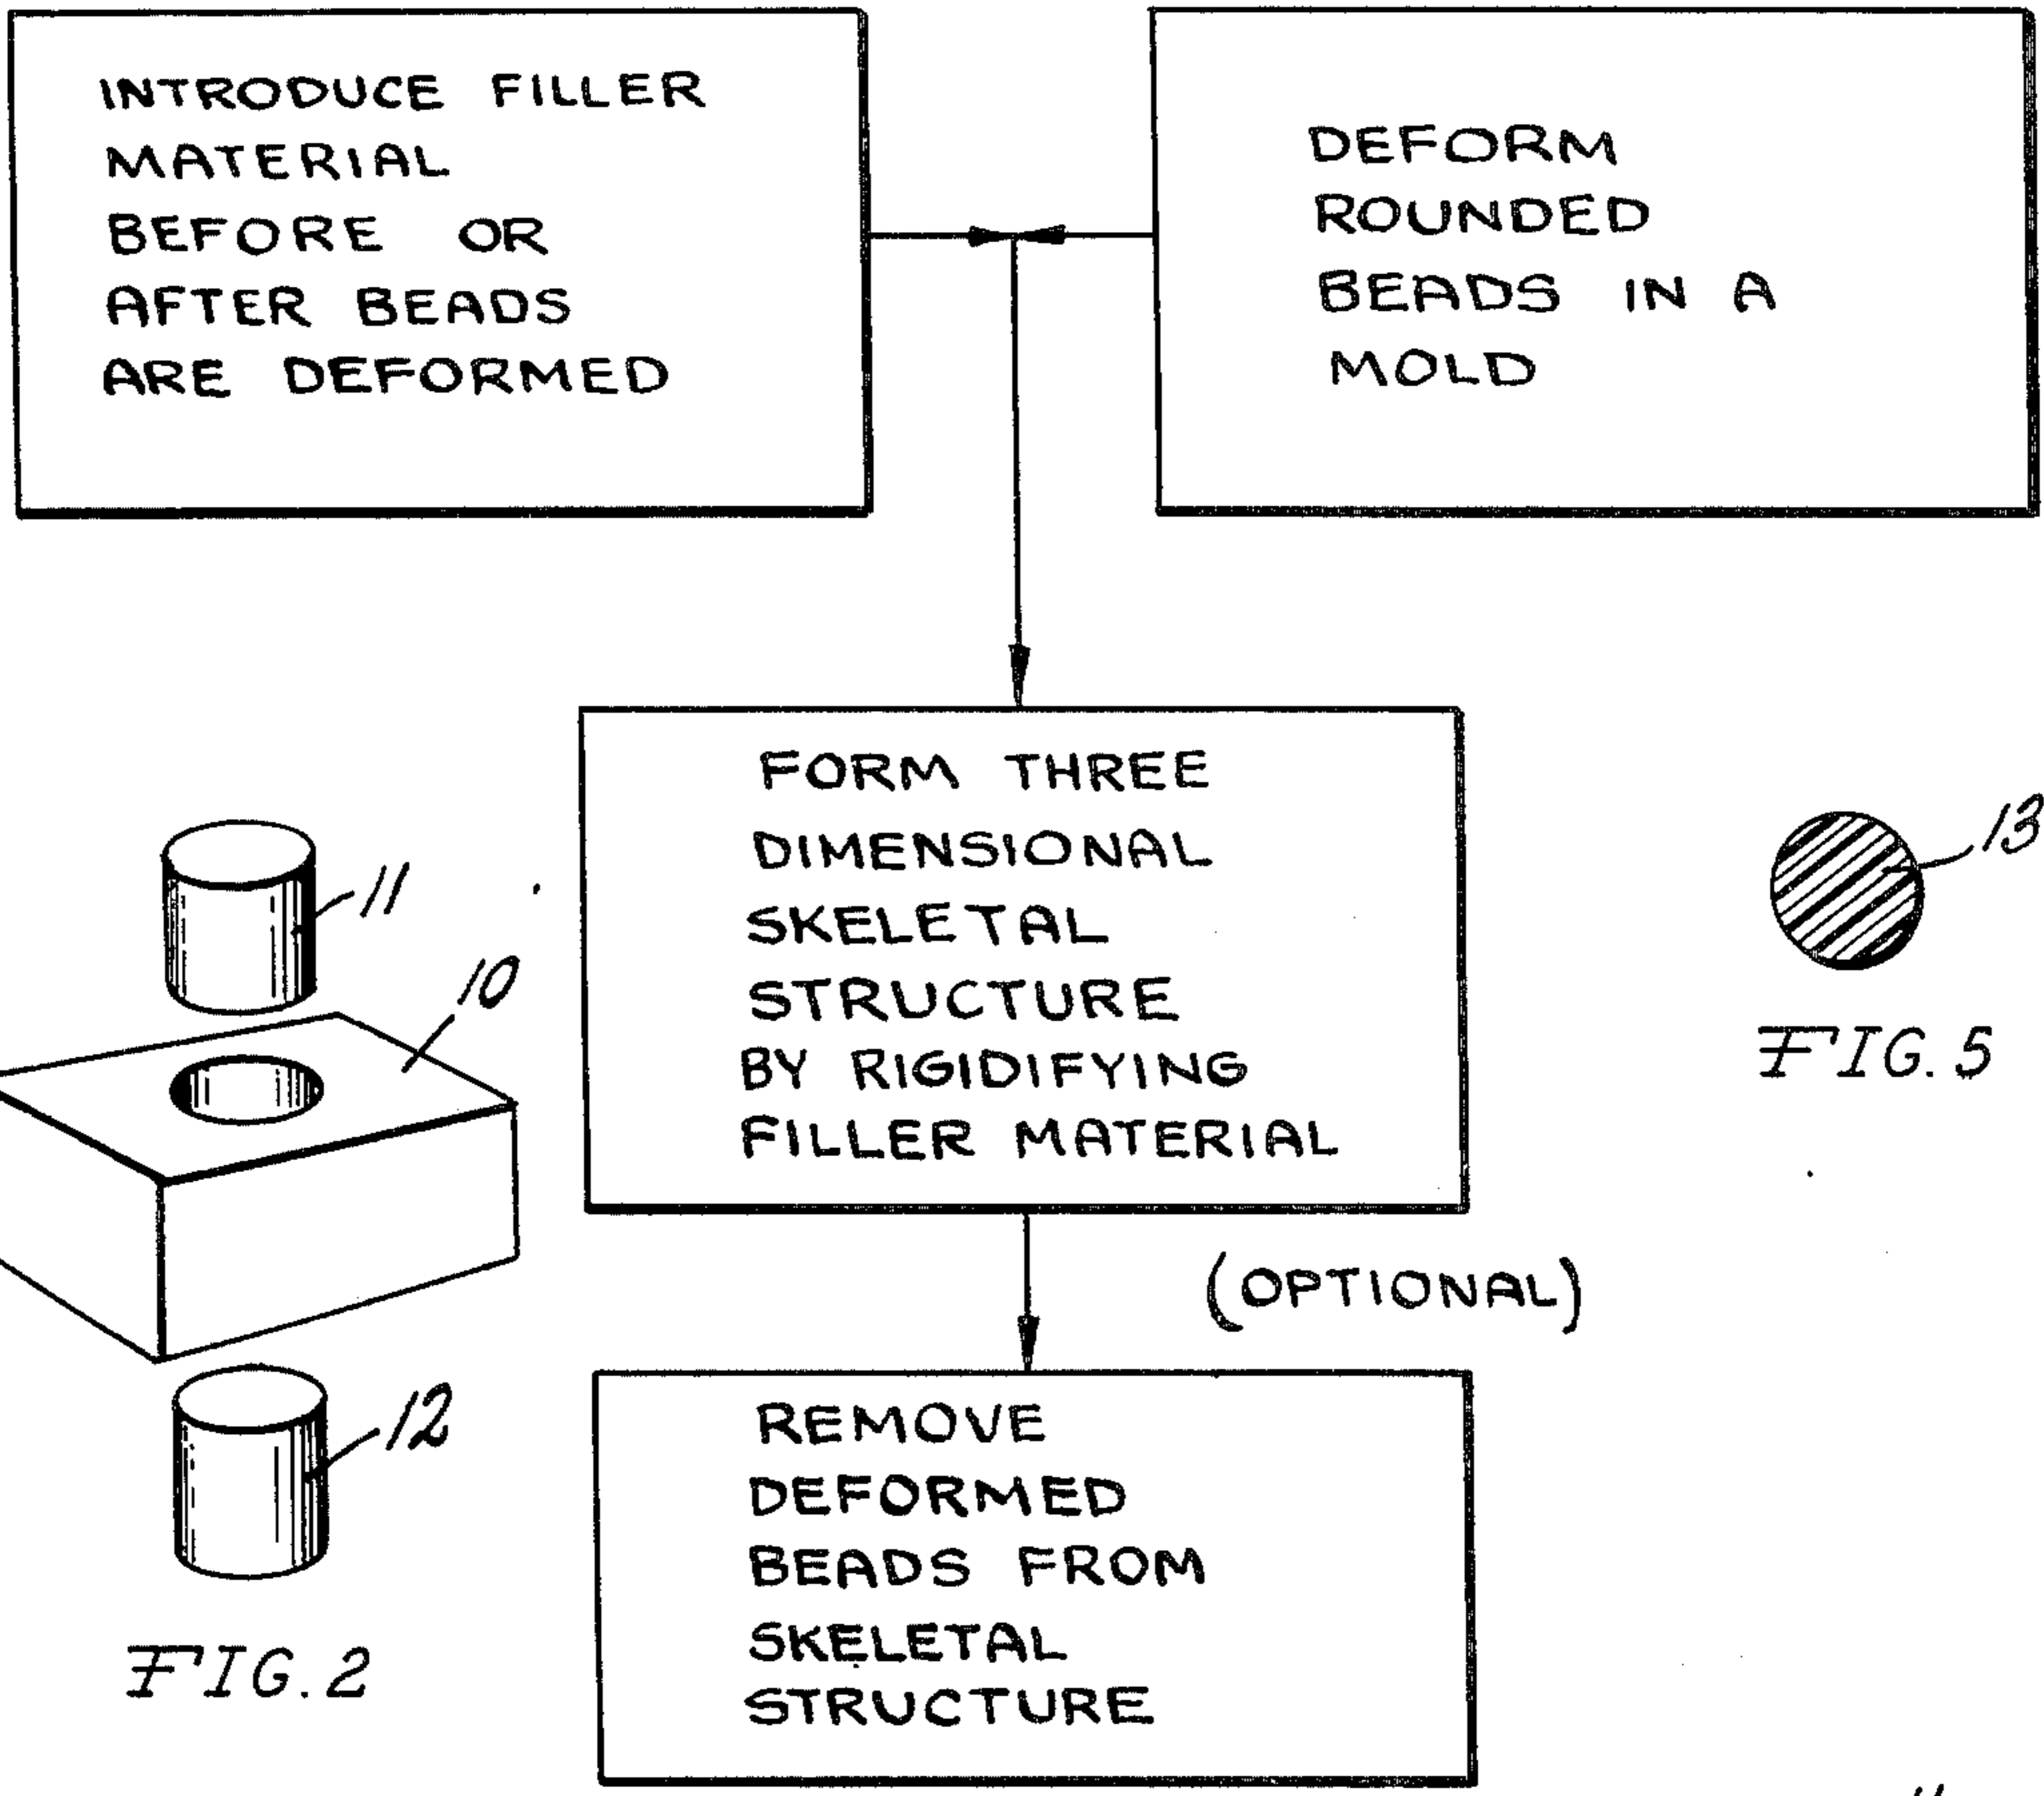 INTRODUCE FILLER
MATERIAL
BEFORE OR
AFTER BEADS
ARE DEFORMED
DEFORM
ROUNDED
BEADS IN A
MOLD
FORM THREE
DIMENSIONAL
SKELETAL
STRUCTURE
BY RIGIDIFYING
FILLER MATERIAL
11
10
12
FIG. 2
13
FIG. 5
(OPTIONAL)
REMOVE
DEFORMED
BEADS FROM
SKELETAL
STRUCTURE